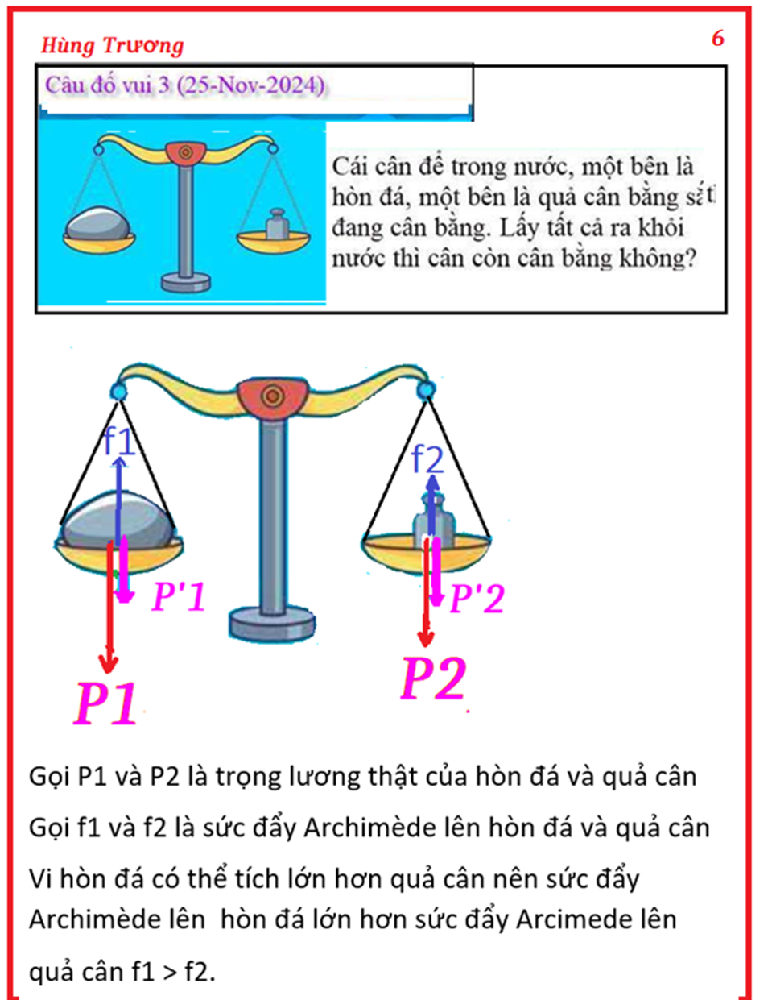 Hùng Trương
6
Câu đố vui 3 (25-Nov-2024)
Cái cân để trong nước, một bên là
hòn đá, một bên là quả cân bằng sắt
đang cân bằng. Lấy tất cả ra khỏi
nước thì cân còn cân bằng không?
f1
f2
P'1
P'2
P1
P2
Gọi P1 và P2 là trọng lương thật của hòn đá và quả cân
Gọi f1 và f2 là sức đẩy Archimède lên hòn đá và quả cân
Vi hòn đá có thể tích lớn hơn quả cân nên sức đẩy
Archimède lên hòn đá lớn hơn sức đẩy Arcimede lên
quả cân f1 > f2.